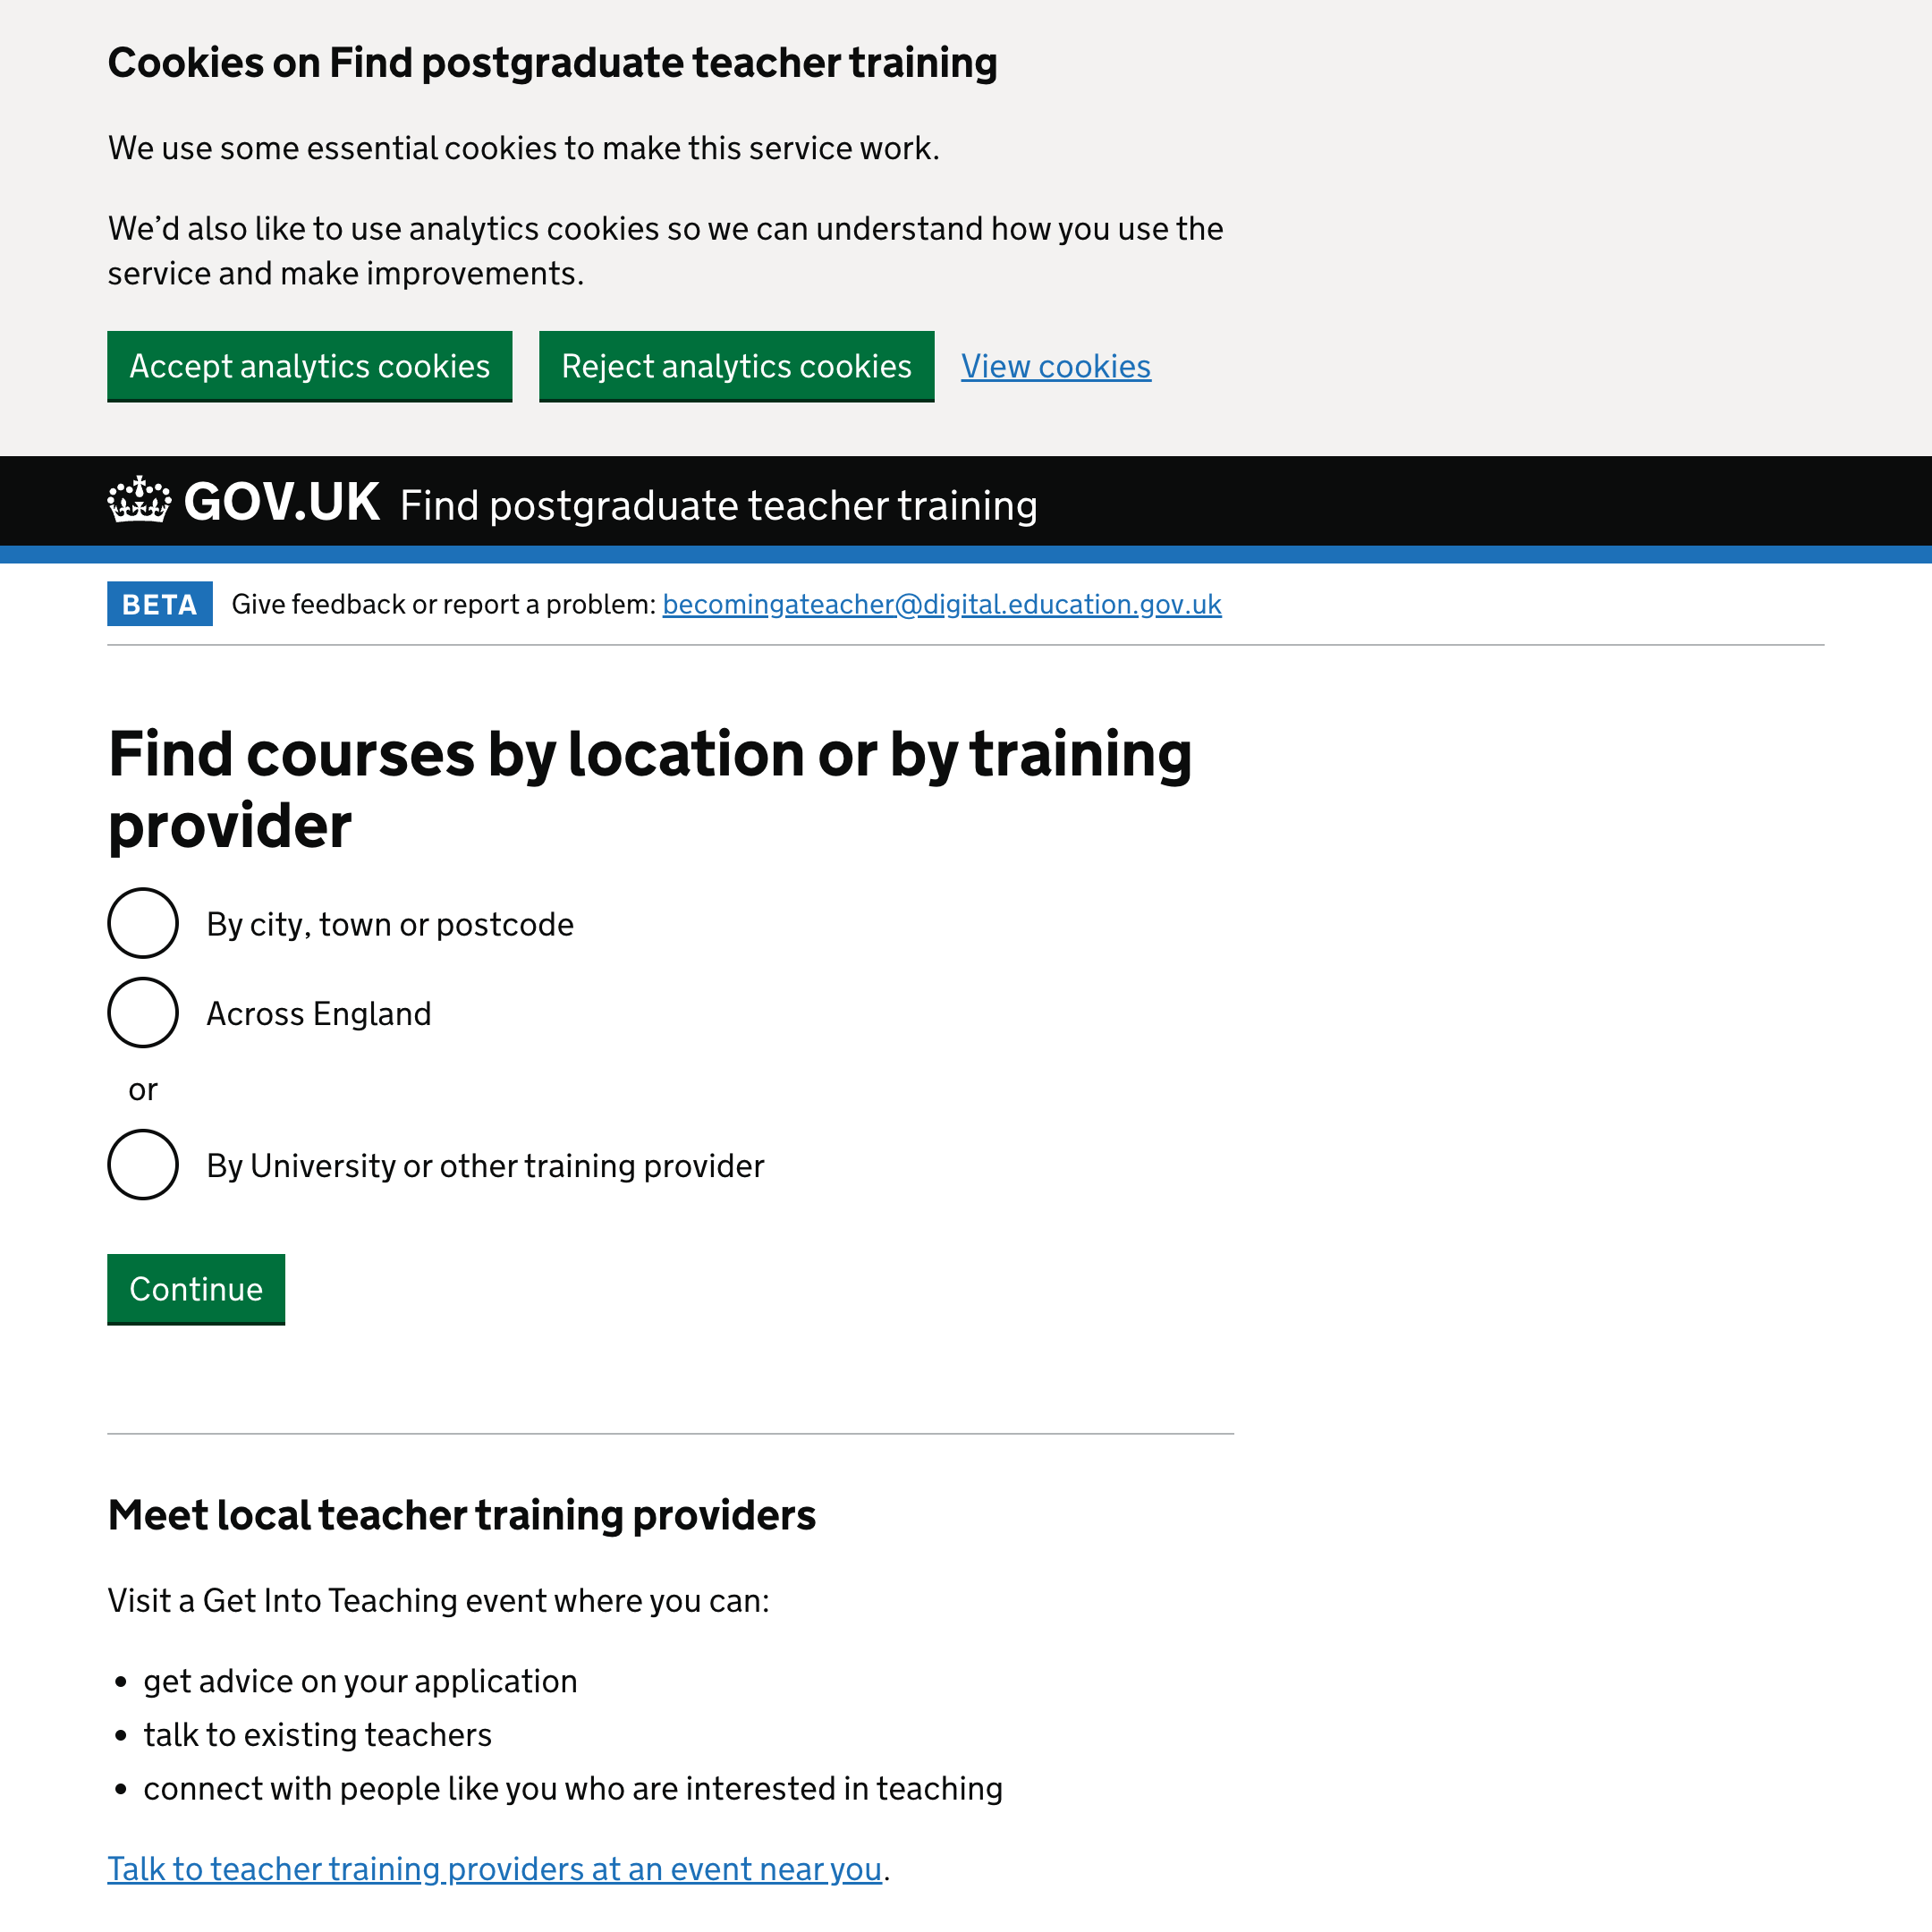 Cookies on Find postgraduate teacher training
We use some essential cookies to make this service work.
We’d also like to use analytics cookies so we can understand how you use the
service and make improvements.
Accept analytics cookies Reject analytics cookies View cookies
GOV.UK Find postgraduate teacher training
BETA Give feedback or report a problem: becomingateacher@digital.education.gov.uk
Find courses by location or by training
provider
By city, town or postcode
Across England
or
By University or other training provider
Continue
Meet local teacher training providers
Visit a Get Into Teaching event where you can:
• get advice on your application
• talk to existing teachers
• connect with people like you who are interested in teaching
Talk to teacher training providers at an event near you.